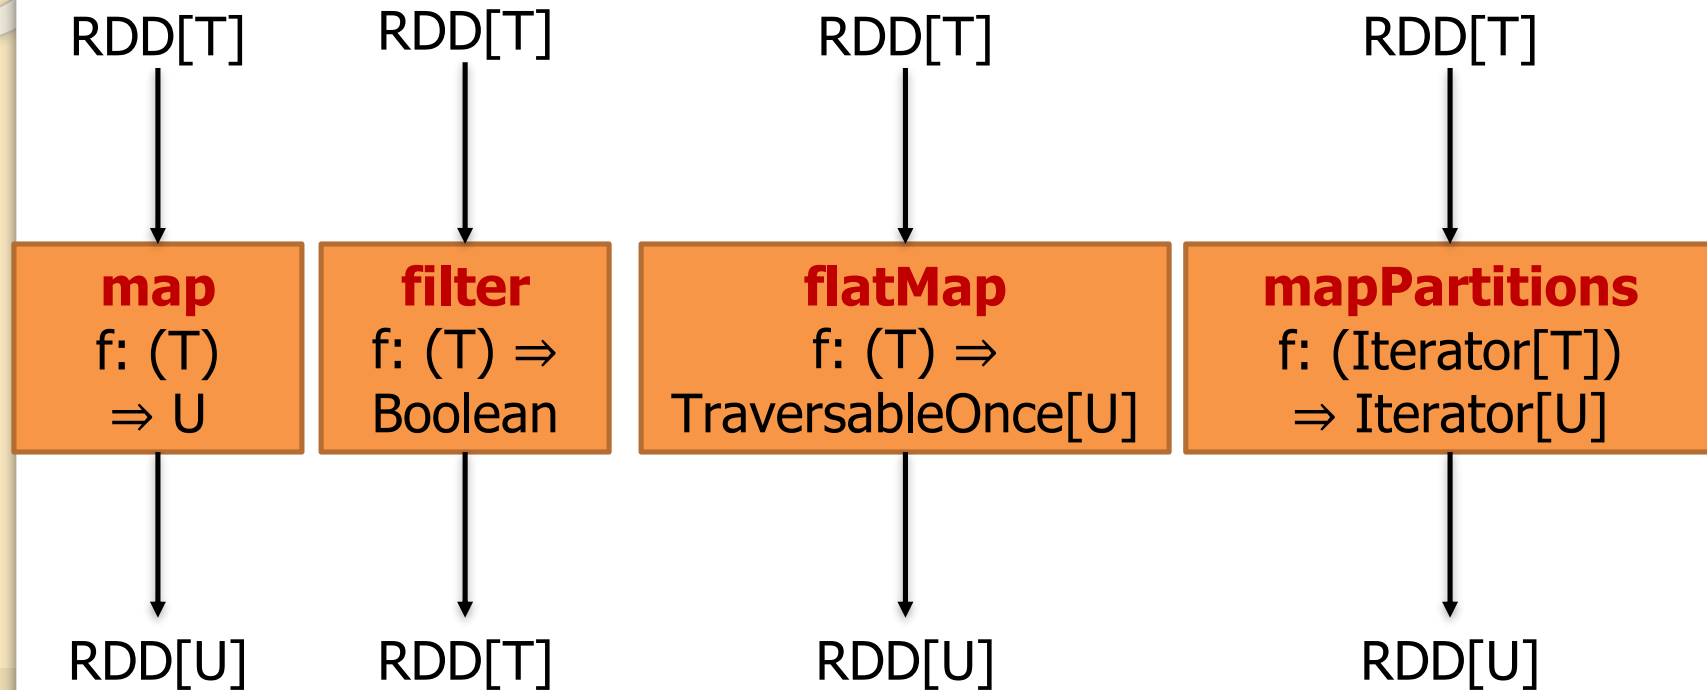 RDD[T]
RDD[T]
RDD[T]
RDD[T]
map
f: (T)
⇒ U
filter
f: (T) ⇒
Boolean
flatMap
f: (T) ⇒
TraversableOnce[U]
mapPartitions
f: (Iterator[T])
⇒ Iterator[U]
RDD[U]
RDD[T]
RDD[U]
RDD[U]